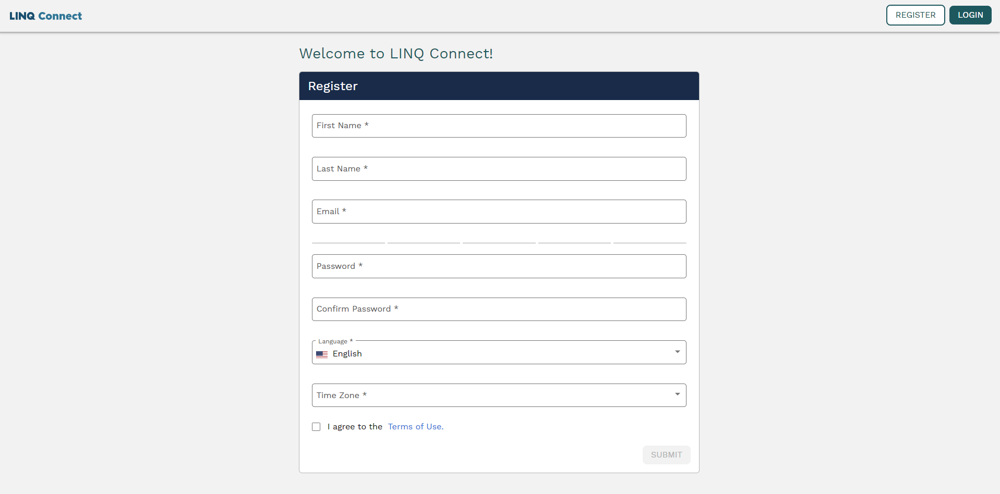 LINQ Connect
REGISTER
LOGIN
Welcome to LINQ Connect!
Register
First Name *
Last Name *
Email *
Password *
Confirm Password *
Language *
English
Time Zone *
I agree to the Terms of Use.
SUBMIT